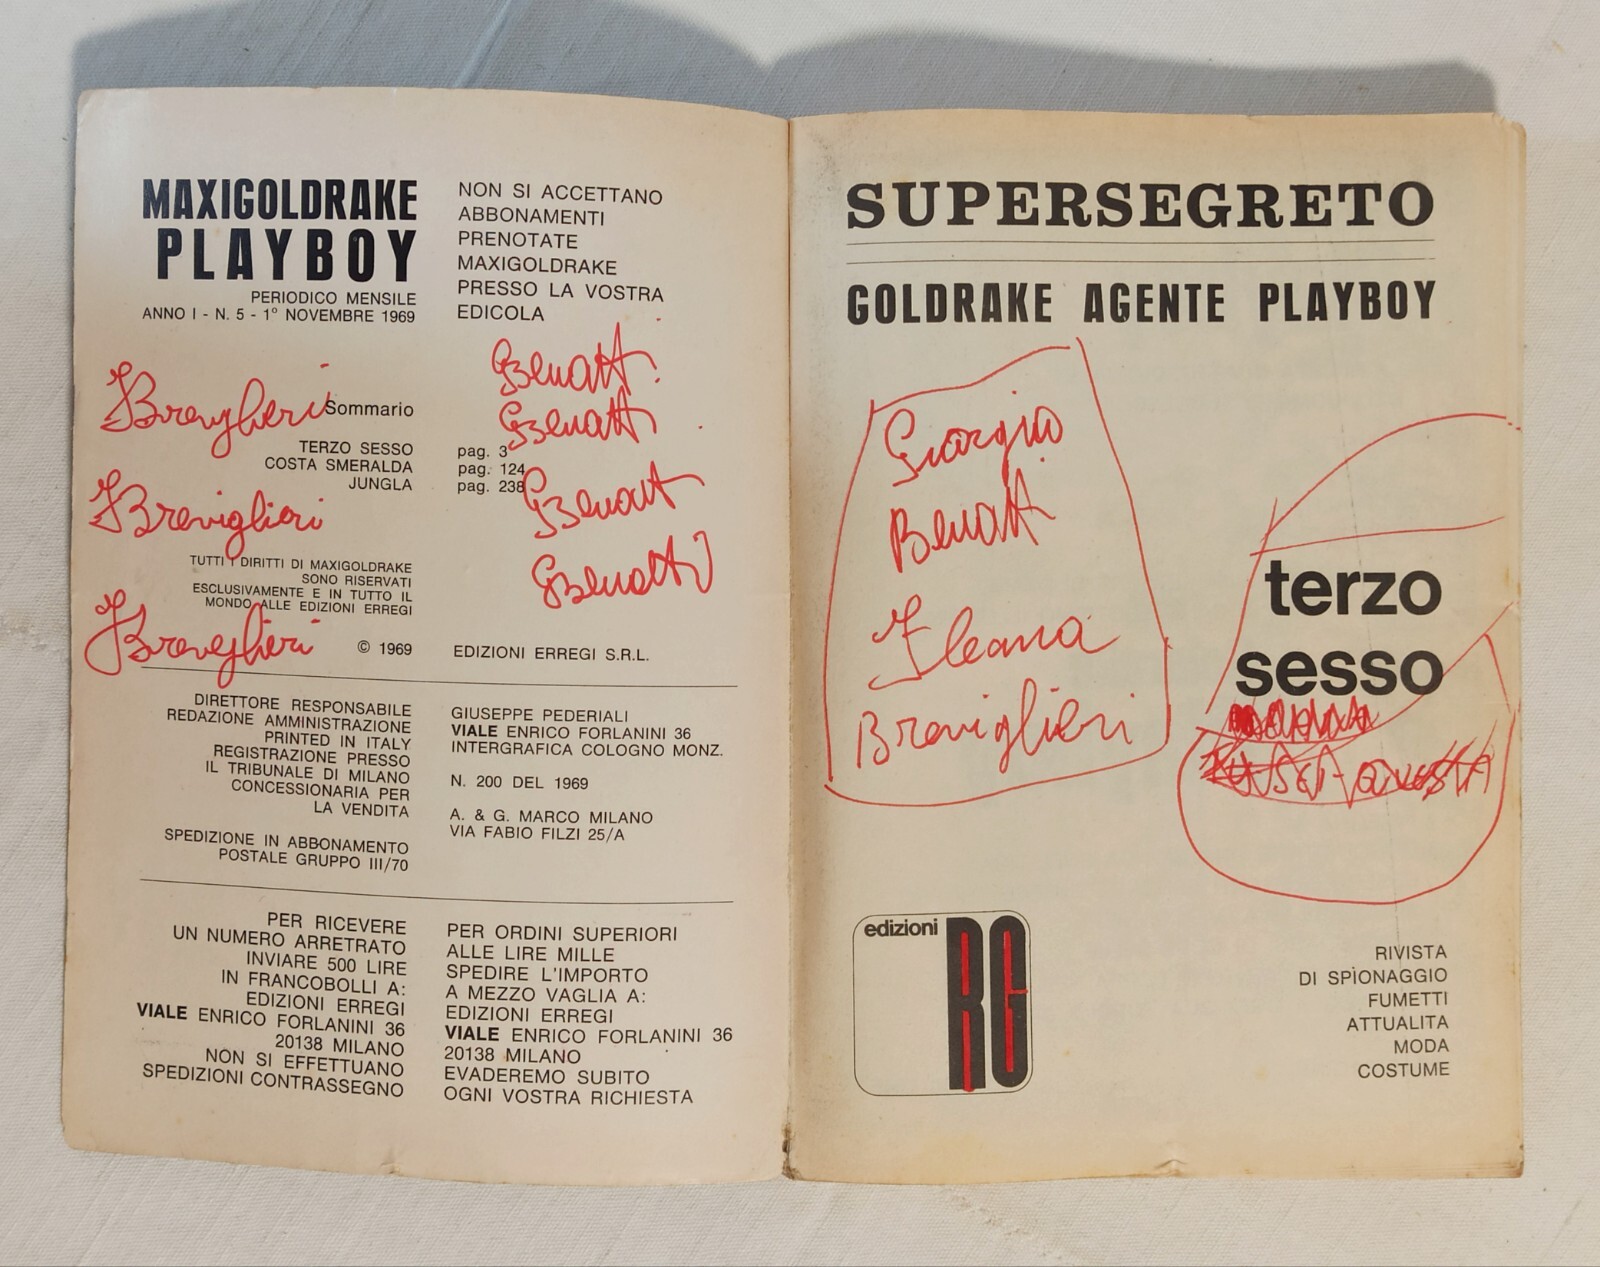 MAXIGOLDRAKE
PLAYBOY
PERIODICO MENSILE
ANNO I - N. 5 - 1° NOVEMBRE 1969
NON SI ACCETTANO
ABBONAMENTI
PRENOTATE
MAXIGOLDRAKE
PRESSO LA VOSTRA
EDICOLA
Benatti
Benatti
Benatti
Benatti
Sommario
TERZO SESSO pag. 3
COSTA SMERALDA pag. 124
JUNGLA pag. 238
Breviglieri
TUTTI I DIRITTI DI MAXIGOLDRAKE
SONO RISERVATI
ESCLUSIVAMENTE E IN TUTTO IL
MONDO ALLE EDIZIONI ERREGI
© 1969 EDIZIONI ERREGI S.R.L.
DIRETTORE RESPONSABILE
REDAZIONE AMMINISTRAZIONE
PRINTED IN ITALY
REGISTRAZIONE PRESSO
IL TRIBUNALE DI MILANO
CONCESSIONARIA PER
LA VENDITA
SPEDIZIONE IN ABBONAMENTO
POSTALE GRUPPO III/70
GIUSEPPE PEDERIALI
VIALE ENRICO FORLANINI 36
INTERGRAFICA COLOGNO MONZ.
N. 200 DEL 1969
A. & G. MARCO MILANO
VIA FABIO FILZI 25/A
PER RICEVERE
UN NUMERO ARRETRATO
INVIARE 500 LIRE
IN FRANCOBOLLI A:
EDIZIONI ERREGI
VIALE ENRICO FORLANINI 36
20138 MILANO
NON SI EFFETTUANO
SPEDIZIONI CONTRASSEGNO
PER ORDINI SUPERIORI
ALLE LIRE MILLE
SPEDIRE L'IMPORTO
A MEZZO VAGLIA A:
EDIZIONI ERREGI
VIALE ENRICO FORLANINI 36
20138 MILANO
EVADEREMO SUBITO
OGNI VOSTRA RICHIESTA
SUPERSEGRETO
GOLDRAKE AGENTE PLAYBOY
Giorgio
Benatti
Ileana
Breviglieri
terzo
sesso
edizioni
RG
RIVISTA
DI SPIONAGGIO
FUMETTI
ATTUALITA
MODA
COSTUME